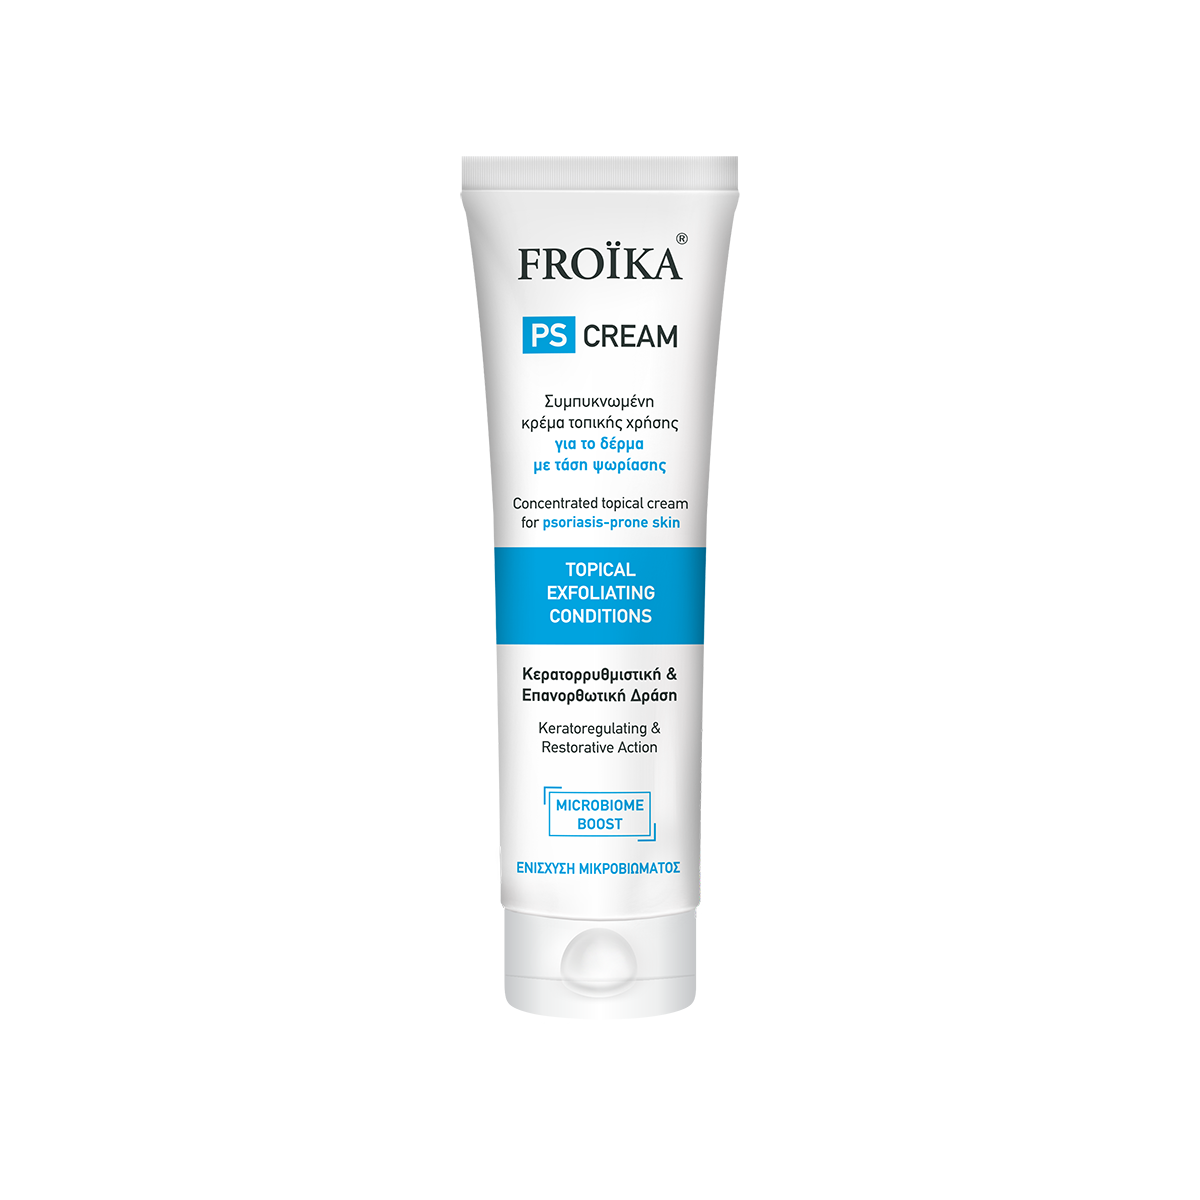 FROÏKA®
PS CREAM
Συμπυκνωμένη
κρέμα τοπικής χρήσης
για το δέρμα
με τάση ψωρίασης
Concentrated topical cream
for psoriasis-prone skin
TOPICAL
EXFOLIATING
CONDITIONS
Κερατορρυθμιστική &
Επανορθωτική Δράση
Keratoregulating &
Restorative Action
MICROBIOME
BOOST
ΕΝΙΣΧΥΣΗ ΜΙΚΡΟΒΙΩΜΑΤΟΣ